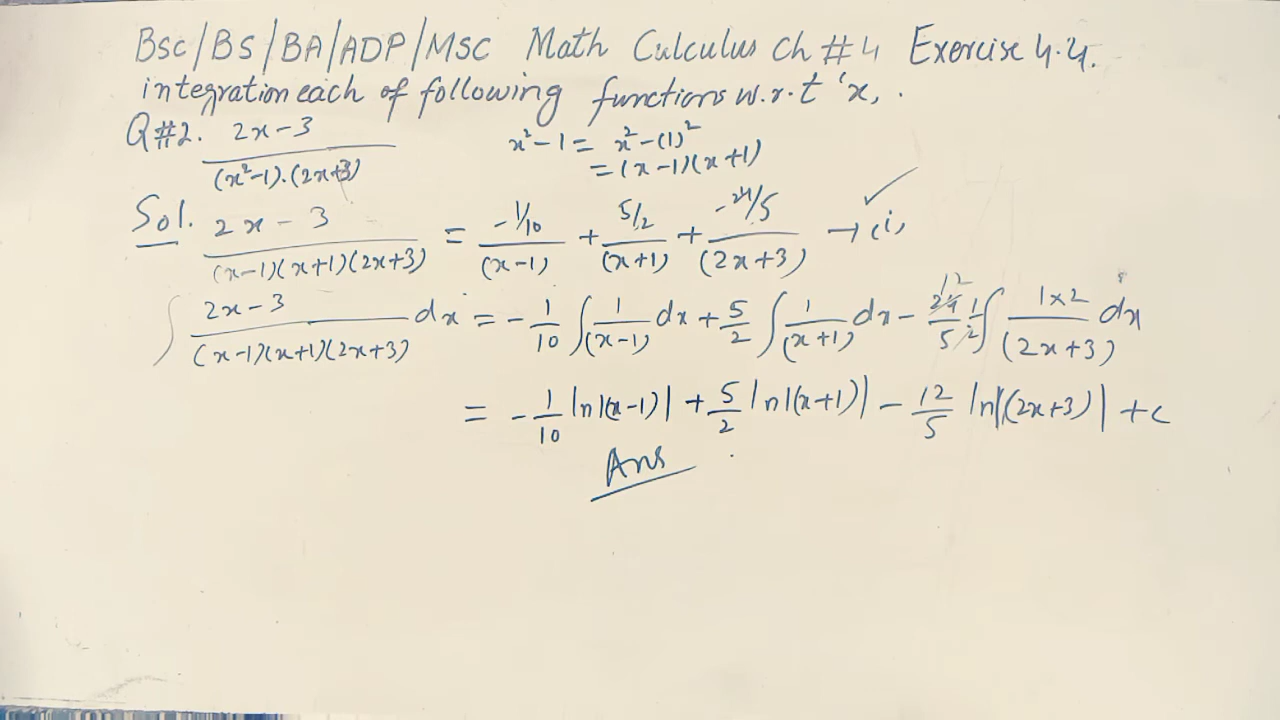 BSC/BS/BA/ADP/MSC Math Calculus Ch #4 Exercise 4.4.
integration each of following functions w.r.t 'x, .
Q#2. (2x-3)/((x²-1).(2x+3)) x²-1 = x²-(1)²
= (x-1)(x+1)
Sol. (2x-3)/((x-1)(x+1)(2x+3)) = (-1/10)/(x-1) + (5/2)/(x+1) + (-24/5)/(2x+3) → (i)
∫ (2x-3)/((x-1)(x+1)(2x+3)) dx = -1/10 ∫ 1/(x-1) dx + 5/2 ∫ 1/(x+1) dx - 12 24/5 1/2 ∫ (1×2)/(2x+3) dx
= -1/10 ln|(x-1)| + 5/2 ln|(x+1)| - 12/5 ln|(2x+3)| + c
Ans